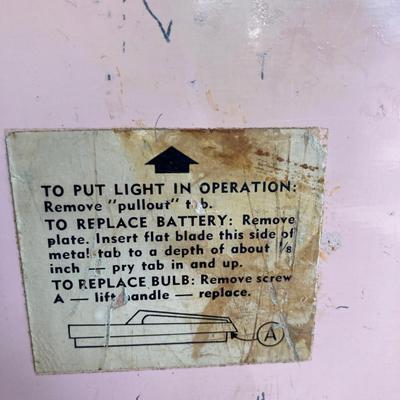 TO PUT LIGHT IN OPERATION:
Remove "pullout" tab.
TO REPLACE BATTERY: Remove
plate. Insert flat blade this side of
metal tab to a depth of about 1/8
inch — pry tab in and up.
TO REPLACE BULB: Remove screw
A — lift handle — replace.
A